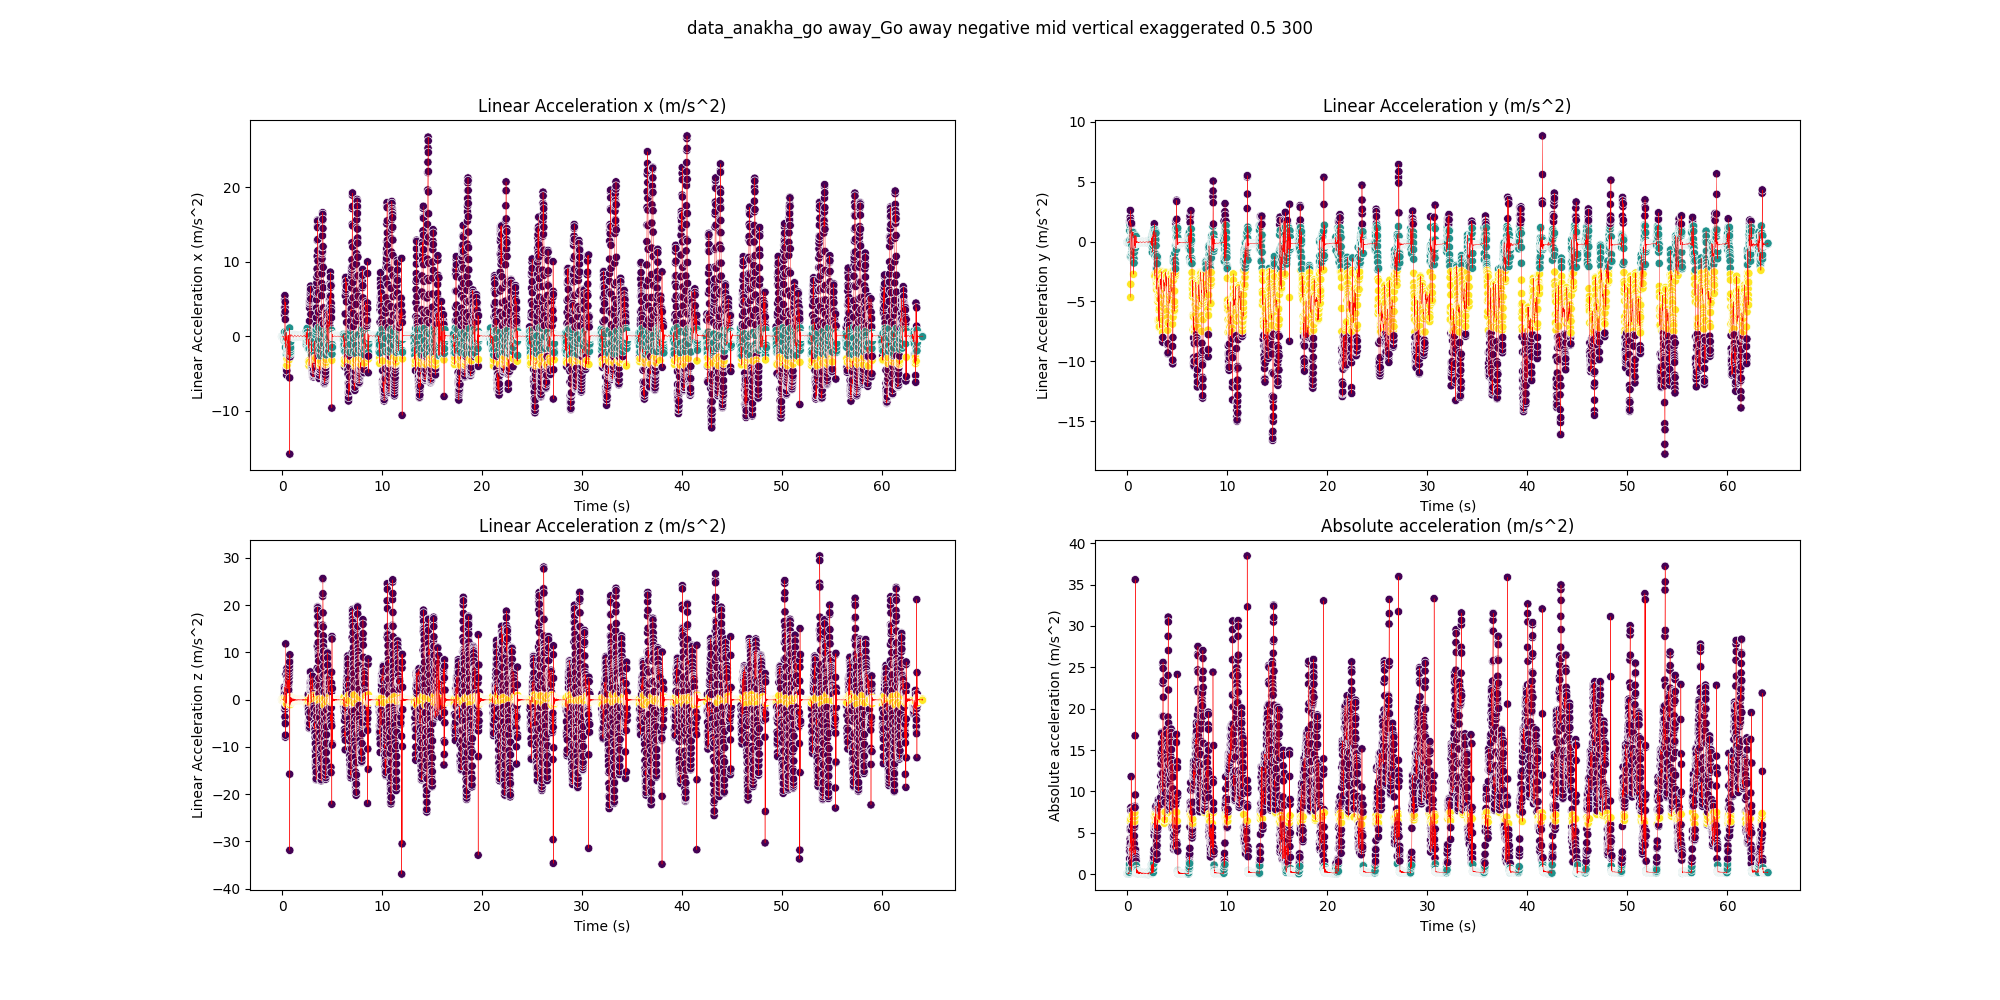 data_anakha_go away_Go away negative mid vertical exaggerated 0.5 300
Linear Acceleration x (m/s^2)
Linear Acceleration x (m/s^2)
20
10
0
−10
0 10 20 30 40 50 60
Time (s)
Linear Acceleration y (m/s^2)
Linear Acceleration y (m/s^2)
10
5
0
−5
−10
−15
0 10 20 30 40 50 60
Time (s)
Linear Acceleration z (m/s^2)
Linear Acceleration z (m/s^2)
30
20
10
0
−10
−20
−30
−40
0 10 20 30 40 50 60
Time (s)
Absolute acceleration (m/s^2)
Absolute acceleration (m/s^2)
40
35
30
25
20
15
10
5
0
0 10 20 30 40 50 60
Time (s)